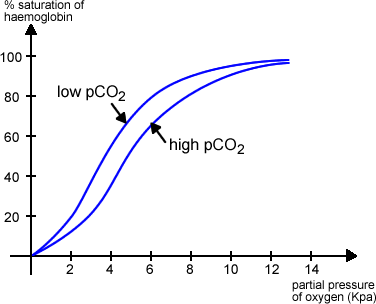 % saturation of
haemoglobin
100
80
60
40
20
low pCO2
high pCO2
2 4 6 8 10 12 14
partial pressure
of oxygen (Kpa)